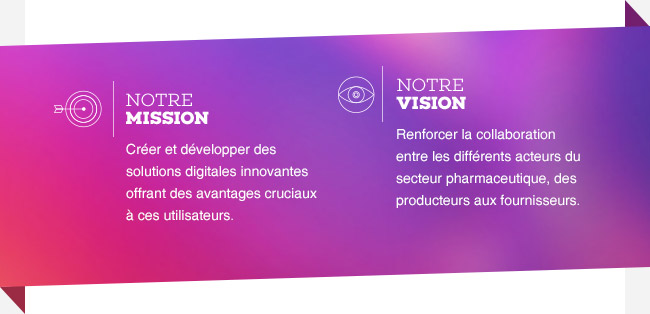 NOTRE
MISSION
Créer et développer des
solutions digitales innovantes
offrant des avantages cruciaux
à ces utilisateurs.
NOTRE
VISION
Renforcer la collaboration
entre les différents acteurs du
secteur pharmaceutique, des
producteurs aux fournisseurs.